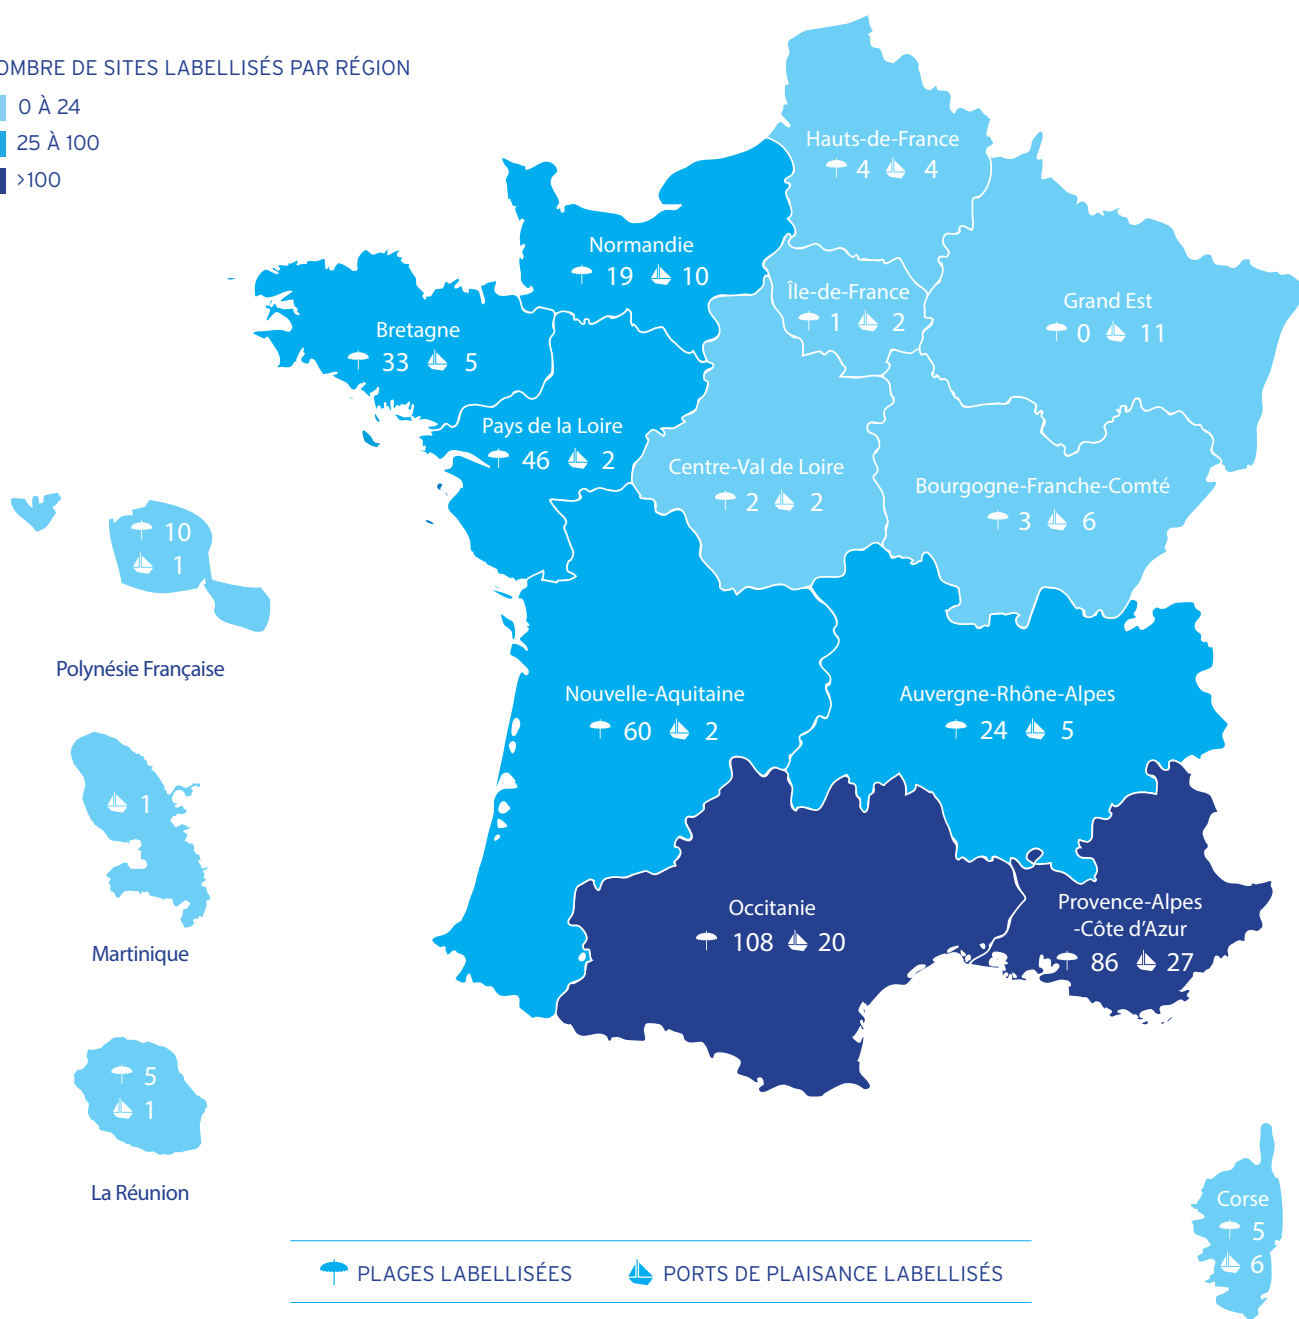 OMBRE DE SITES LABELLISÉS PAR RÉGION
0 À 24
25 À 100
>100
Hauts-de-France
4 4
Normandie
19 10
Île-de-France
1 2
Grand Est
0 11
Bretagne
33 5
Pays de la Loire
46 2
Centre-Val de Loire
2 2
Bourgogne-Franche-Comté
3 6
10
1
Polynésie Française
Nouvelle-Aquitaine
60 2
Auvergne-Rhône-Alpes
24 5
1
Martinique
Occitanie
108 20
Provence-Alpes
-Côte d'Azur
86 27
5
1
La Réunion
Corse
5
6
PLAGES LABELLISÉES PORTS DE PLAISANCE LABELLISÉS